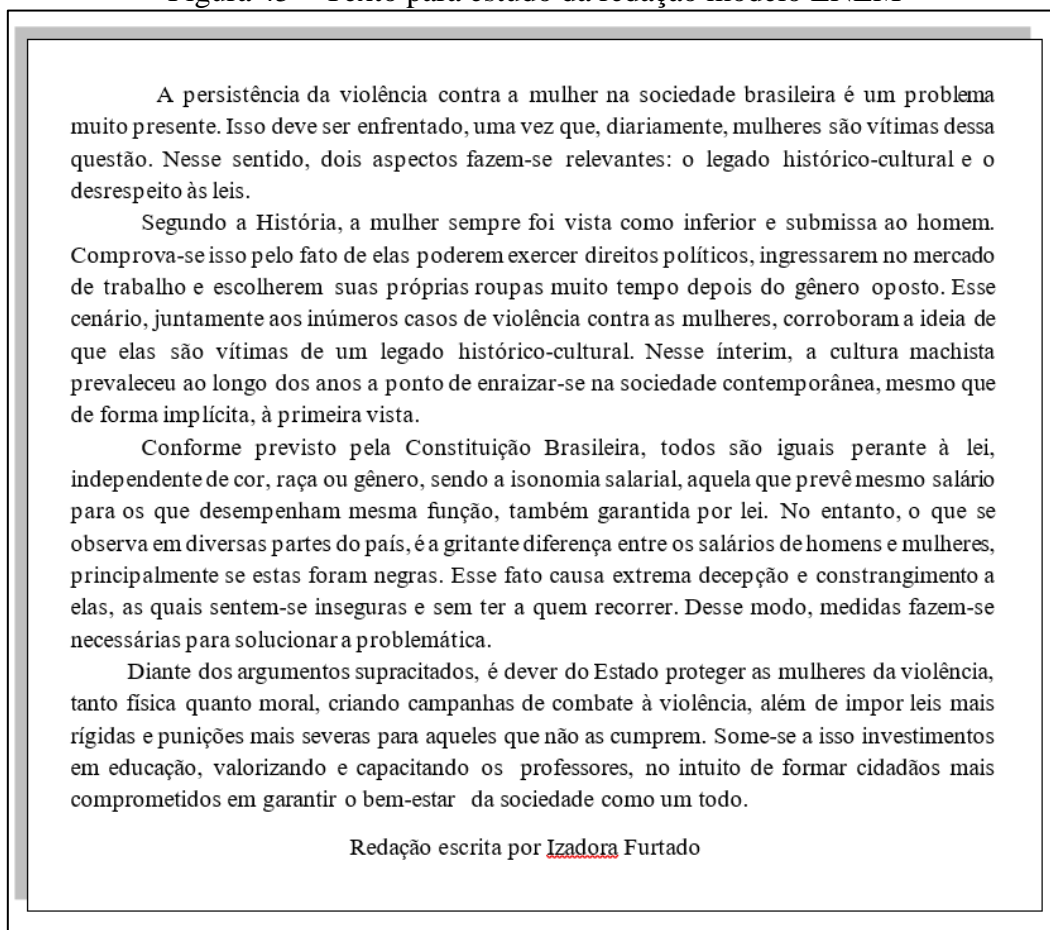 Figura 43 – Texto para estudo da redação modelo ENEM
A persistência da violência contra a mulher na sociedade brasileira é um problema
muito presente. Isso deve ser enfrentado, uma vez que, diariamente, mulheres são vítimas dessa
questão. Nesse sentido, dois aspectos fazem-se relevantes: o legado histórico-cultural e o
desrespeito às leis.
Segundo a História, a mulher sempre foi vista como inferior e submissa ao homem.
Comprova-se isso pelo fato de elas poderem exercer direitos políticos, ingressarem no mercado
de trabalho e escolherem suas próprias roupas muito tempo depois do gênero oposto. Esse
cenário, juntamente aos inúmeros casos de violência contra as mulheres, corroboram a ideia de
que elas são vítimas de um legado histórico-cultural. Nesse ínterim, a cultura machista
prevaleceu ao longo dos anos a ponto de enraizar-se na sociedade contemporânea, mesmo que
de forma implícita, à primeira vista.
Conforme previsto pela Constituição Brasileira, todos são iguais perante à lei,
independente de cor, raça ou gênero, sendo a isonomia salarial, aquela que prevê mesmo salário
para os que desempenham mesma função, também garantida por lei. No entanto, o que se
observa em diversas partes do país, é a gritante diferença entre os salários de homens e mulheres,
principalmente se estas foram negras. Esse fato causa extrema decepção e constrangimento a
elas, as quais sentem-se inseguras e sem ter a quem recorrer. Desse modo, medidas fazem-se
necessárias para solucionar a problemática.
Diante dos argumentos supracitados, é dever do Estado proteger as mulheres da violência,
tanto física quanto moral, criando campanhas de combate à violência, além de impor leis mais
rígidas e punições mais severas para aqueles que não as cumprem. Some-se a isso investimentos
em educação, valorizando e capacitando os professores, no intuito de formar cidadãos mais
comprometidos em garantir o bem-estar da sociedade como um todo.
Redação escrita por Izadora Furtado